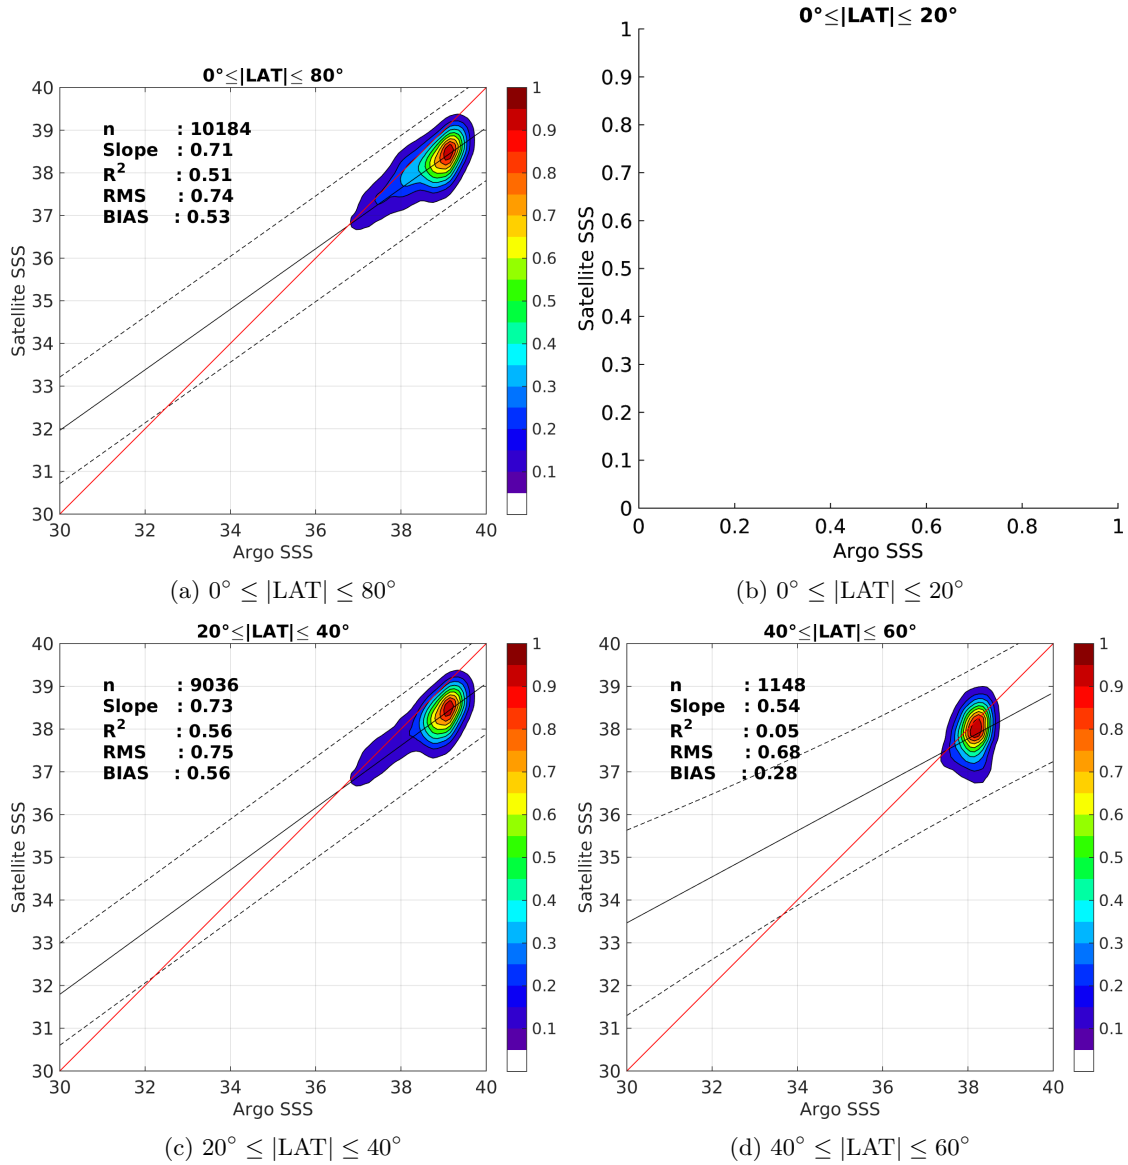 0°≤|LAT|≤ 80°
40
39
38
37
36
35
34
33
32
31
30
n : 10184
Slope : 0.71
R² : 0.51
RMS : 0.74
BIAS : 0.53
Satellite SSS
30 32 34 36 38 40
Argo SSS
1
0.9
0.8
0.7
0.6
0.5
0.4
0.3
0.2
0.1
(a) 0° ≤ |LAT| ≤ 80°
0°≤|LAT|≤ 20°
1
0.9
0.8
0.7
0.6
0.5
0.4
0.3
0.2
0.1
0
Satellite SSS
0 0.2 0.4 0.6 0.8 1
Argo SSS
(b) 0° ≤ |LAT| ≤ 20°
20°≤|LAT|≤ 40°
40
39
38
37
36
35
34
33
32
31
30
n : 9036
Slope : 0.73
R² : 0.56
RMS : 0.75
BIAS : 0.56
Satellite SSS
30 32 34 36 38 40
Argo SSS
1
0.9
0.8
0.7
0.6
0.5
0.4
0.3
0.2
0.1
(c) 20° ≤ |LAT| ≤ 40°
40°≤|LAT|≤ 60°
40
39
38
37
36
35
34
33
32
31
30
n : 1148
Slope : 0.54
R² : 0.05
RMS : 0.68
BIAS : 0.28
Satellite SSS
30 32 34 36 38 40
Argo SSS
1
0.9
0.8
0.7
0.6
0.5
0.4
0.3
0.2
0.1
(d) 40° ≤ |LAT| ≤ 60°